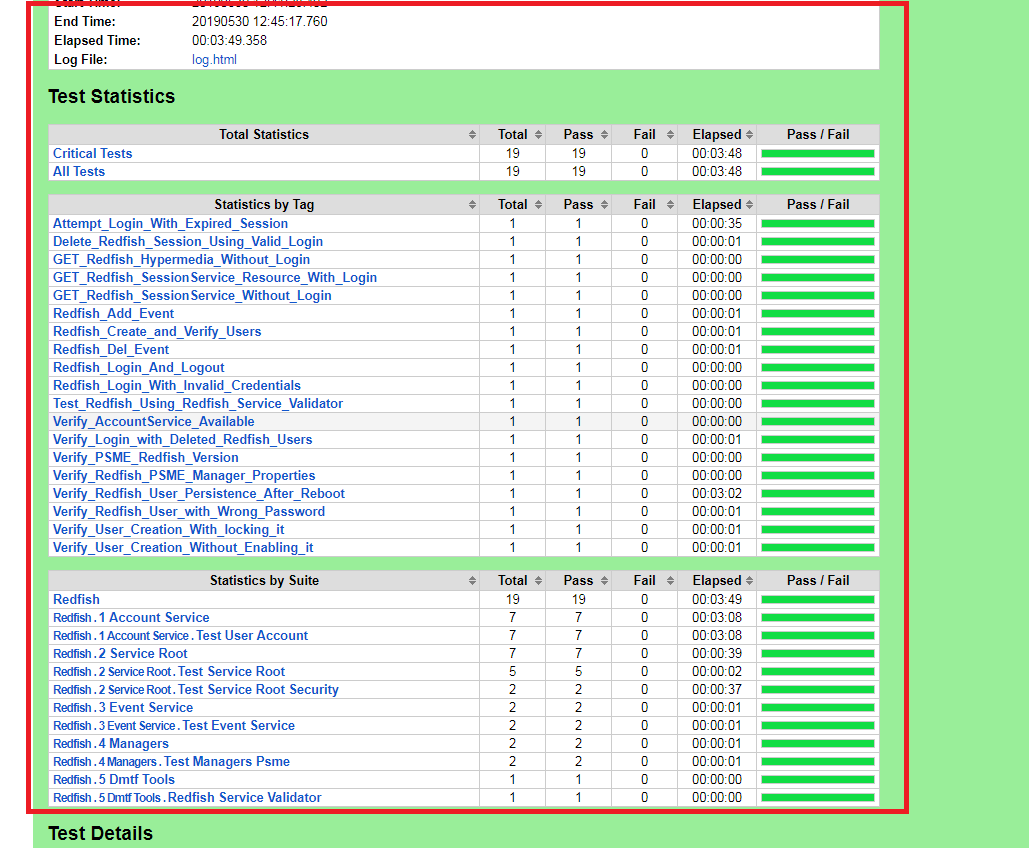 End Time: 20190530 12:45:17.760
Elapsed Time: 00:03:49.358
Log File: log.html
Test Statistics
Total Statistics Total Pass Fail Elapsed Pass / Fail
Critical Tests 19 19 0 00:03:48
All Tests 19 19 0 00:03:48
Statistics by Tag Total Pass Fail Elapsed Pass / Fail
Attempt_Login_With_Expired_Session 1 1 0 00:00:35
Delete_Redfish_Session_Using_Valid_Login 1 1 0 00:00:01
GET_Redfish_Hypermedia_Without_Login 1 1 0 00:00:00
GET_Redfish_SessionService_Resource_With_Login 1 1 0 00:00:00
GET_Redfish_SessionService_Without_Login 1 1 0 00:00:00
Redfish_Add_Event 1 1 0 00:00:01
Redfish_Create_and_Verify_Users 1 1 0 00:00:01
Redfish_Del_Event 1 1 0 00:00:01
Redfish_Login_And_Logout 1 1 0 00:00:00
Redfish_Login_With_Invalid_Credentials 1 1 0 00:00:00
Test_Redfish_Using_Redfish_Service_Validator 1 1 0 00:00:00
Verify_AccountService_Available 1 1 0 00:00:00
Verify_Login_with_Deleted_Redfish_Users 1 1 0 00:00:01
Verify_PSME_Redfish_Version 1 1 0 00:00:00
Verify_Redfish_PSME_Manager_Properties 1 1 0 00:00:00
Verify_Redfish_User_Persistence_After_Reboot 1 1 0 00:03:02
Verify_Redfish_User_with_Wrong_Password 1 1 0 00:00:01
Verify_User_Creation_With_locking_it 1 1 0 00:00:01
Verify_User_Creation_Without_Enabling_it 1 1 0 00:00:01
Statistics by Suite Total Pass Fail Elapsed Pass / Fail
Redfish 19 19 0 00:03:49
Redfish . 1 Account Service 7 7 0 00:03:08
Redfish . 1 Account Service . Test User Account 7 7 0 00:03:08
Redfish . 2 Service Root 7 7 0 00:00:39
Redfish . 2 Service Root . Test Service Root 5 5 0 00:00:02
Redfish . 2 Service Root . Test Service Root Security 2 2 0 00:00:37
Redfish . 3 Event Service 2 2 0 00:00:01
Redfish . 3 Event Service . Test Event Service 2 2 0 00:00:01
Redfish . 4 Managers 2 2 0 00:00:01
Redfish . 4 Managers . Test Managers Psme 2 2 0 00:00:01
Redfish . 5 Dmtf Tools 1 1 0 00:00:00
Redfish . 5 Dmtf Tools . Redfish Service Validator 1 1 0 00:00:00
Test Details